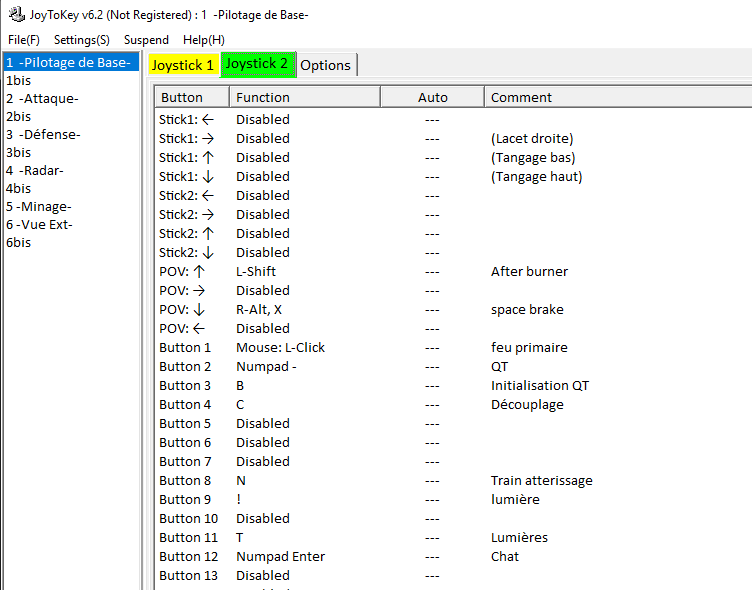 JoyToKey v6.2 (Not Registered) : 1 -Pilotage de Base-
File(F) Settings(S) Suspend Help(H)
1 -Pilotage de Base-
1bis
2 -Attaque-
2bis
3 -Défense-
3bis
4 -Radar-
4bis
5 -Minage-
6 -Vue Ext-
6bis
Joystick 1 Joystick 2 Options
Button Function Auto Comment
Stick1: ← Disabled ---
Stick1: → Disabled --- (Lacet droite)
Stick1: ↑ Disabled --- (Tangage bas)
Stick1: ↓ Disabled --- (Tangage haut)
Stick2: ← Disabled ---
Stick2: → Disabled ---
Stick2: ↑ Disabled ---
Stick2: ↓ Disabled ---
POV: ↑ L-Shift --- After burner
POV: → Disabled ---
POV: ↓ R-Alt, X --- space brake
POV: ← Disabled ---
Button 1 Mouse: L-Click --- feu primaire
Button 2 Numpad - --- QT
Button 3 B --- Initialisation QT
Button 4 C --- Découplage
Button 5 Disabled ---
Button 6 Disabled ---
Button 7 Disabled ---
Button 8 N --- Train atterissage
Button 9 ! --- lumière
Button 10 Disabled ---
Button 11 T --- Lumières
Button 12 Numpad Enter --- Chat
Button 13 Disabled ---